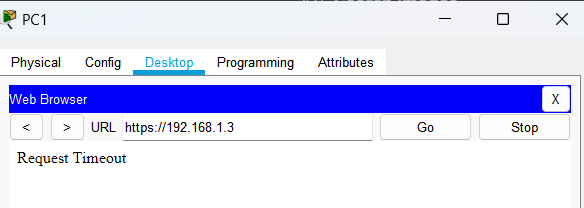 PC1
Physical Config Desktop Programming Attributes
Web Browser X
< > URL https://192.168.1.3 Go Stop
Request Timeout